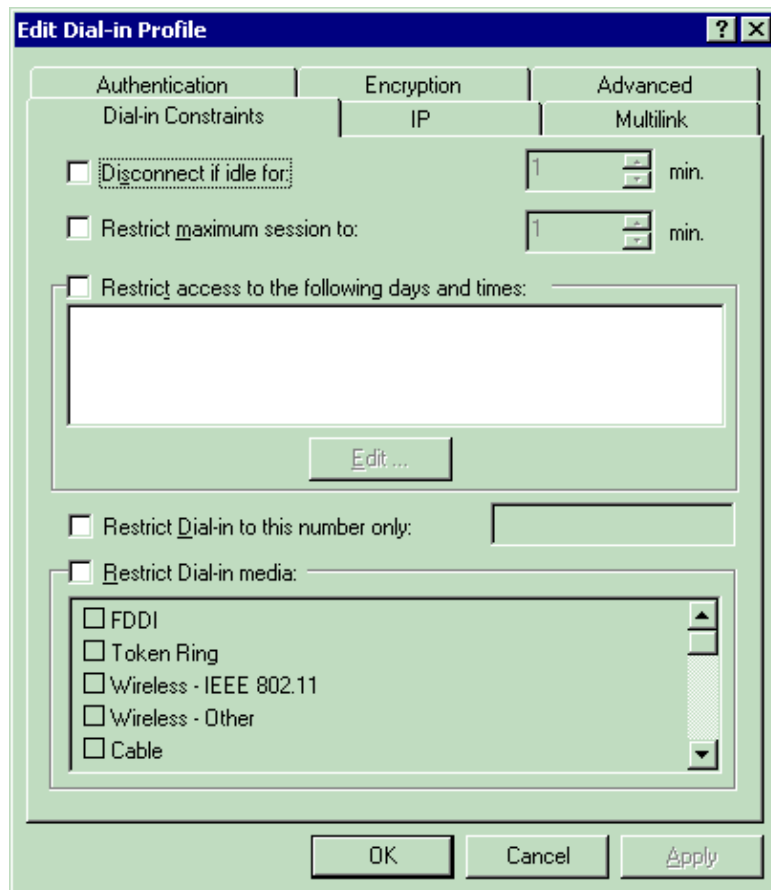 Edit Dial-in Profile
Authentication Encryption Advanced
Dial-in Constraints IP Multilink
Disconnect if idle for: 1 min.
Restrict maximum session to: 1 min.
Restrict access to the following days and times:
Edit ...
Restrict Dial-in to this number only:
Restrict Dial-in media:
FDDI
Token Ring
Wireless - IEEE 802.11
Wireless - Other
Cable
OK Cancel Apply